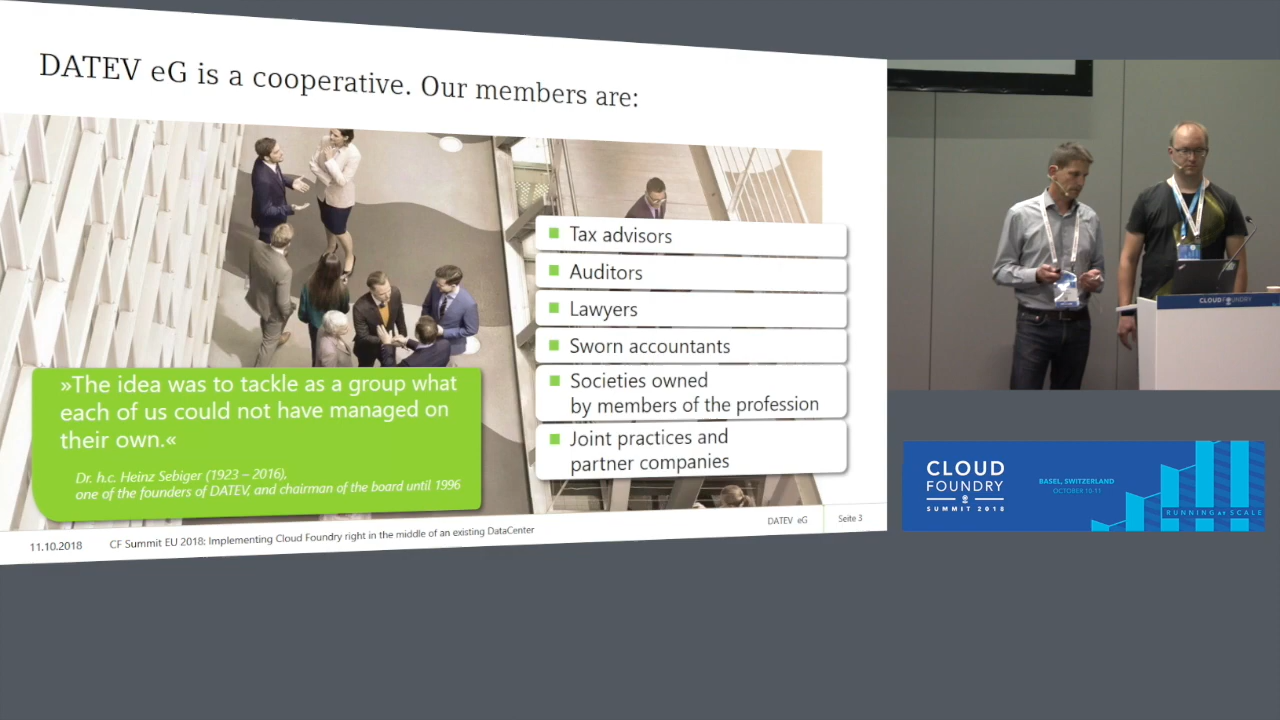 DATEV eG is a cooperative. Our members are:
Tax advisors
Auditors
Lawyers
Sworn accountants
Societies owned
by members of the profession
Joint practices and
partner companies
»The idea was to tackle as a group what
each of us could not have managed on
their own.«
Dr. h.c. Heinz Sebiger (1923 – 2016),
one of the founders of DATEV, and chairman of the board until 1996
11.10.2018
CF Summit EU 2018: Implementing Cloud Foundry right in the middle of an existing DataCenter
DATEV eG
Seite 3
CLOUD FOUNDRY
CLOUD
FOUNDRY
SUMMIT 2018
BASEL, SWITZERLAND
OCTOBER 10-11
RUNNING AT SCALE